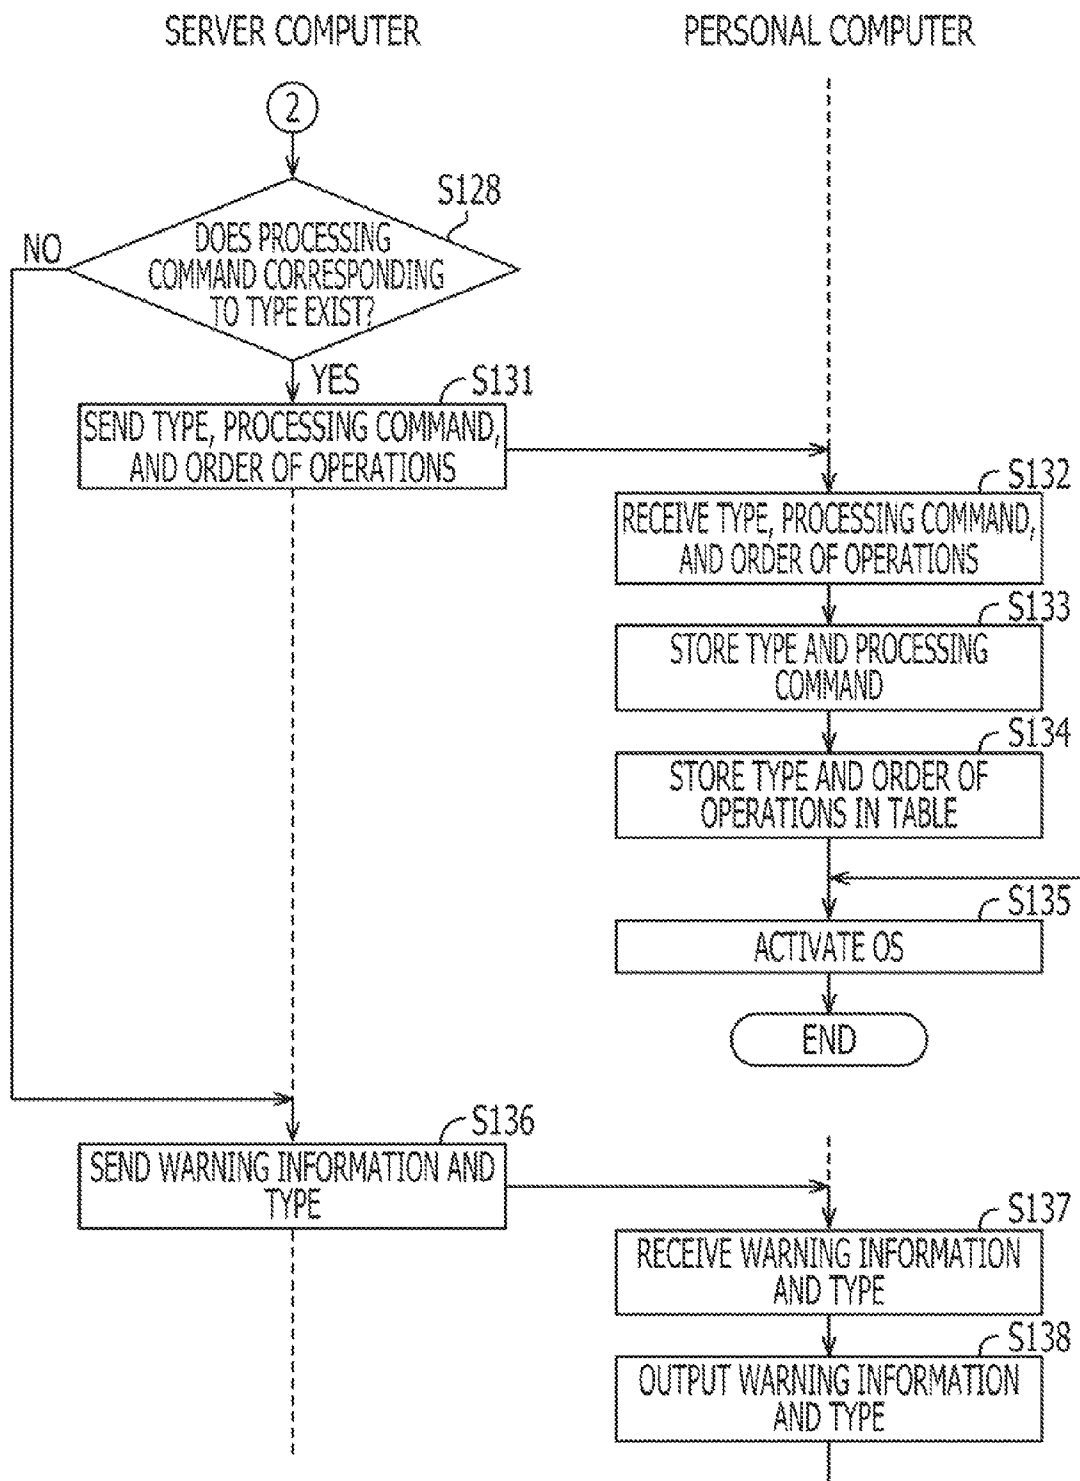 SERVER COMPUTER
PERSONAL COMPUTER
2
S128
DOES PROCESSING
COMMAND CORRESPONDING
TO TYPE EXIST?
NO
YES
S131
SEND TYPE, PROCESSING COMMAND,
AND ORDER OF OPERATIONS
S132
RECEIVE TYPE, PROCESSING COMMAND,
AND ORDER OF OPERATIONS
S133
STORE TYPE AND PROCESSING
COMMAND
S134
STORE TYPE AND ORDER OF
OPERATIONS IN TABLE
S135
ACTIVATE OS
END
S136
SEND WARNING INFORMATION AND
TYPE
S137
RECEIVE WARNING INFORMATION
AND TYPE
S138
OUTPUT WARNING INFORMATION
AND TYPE